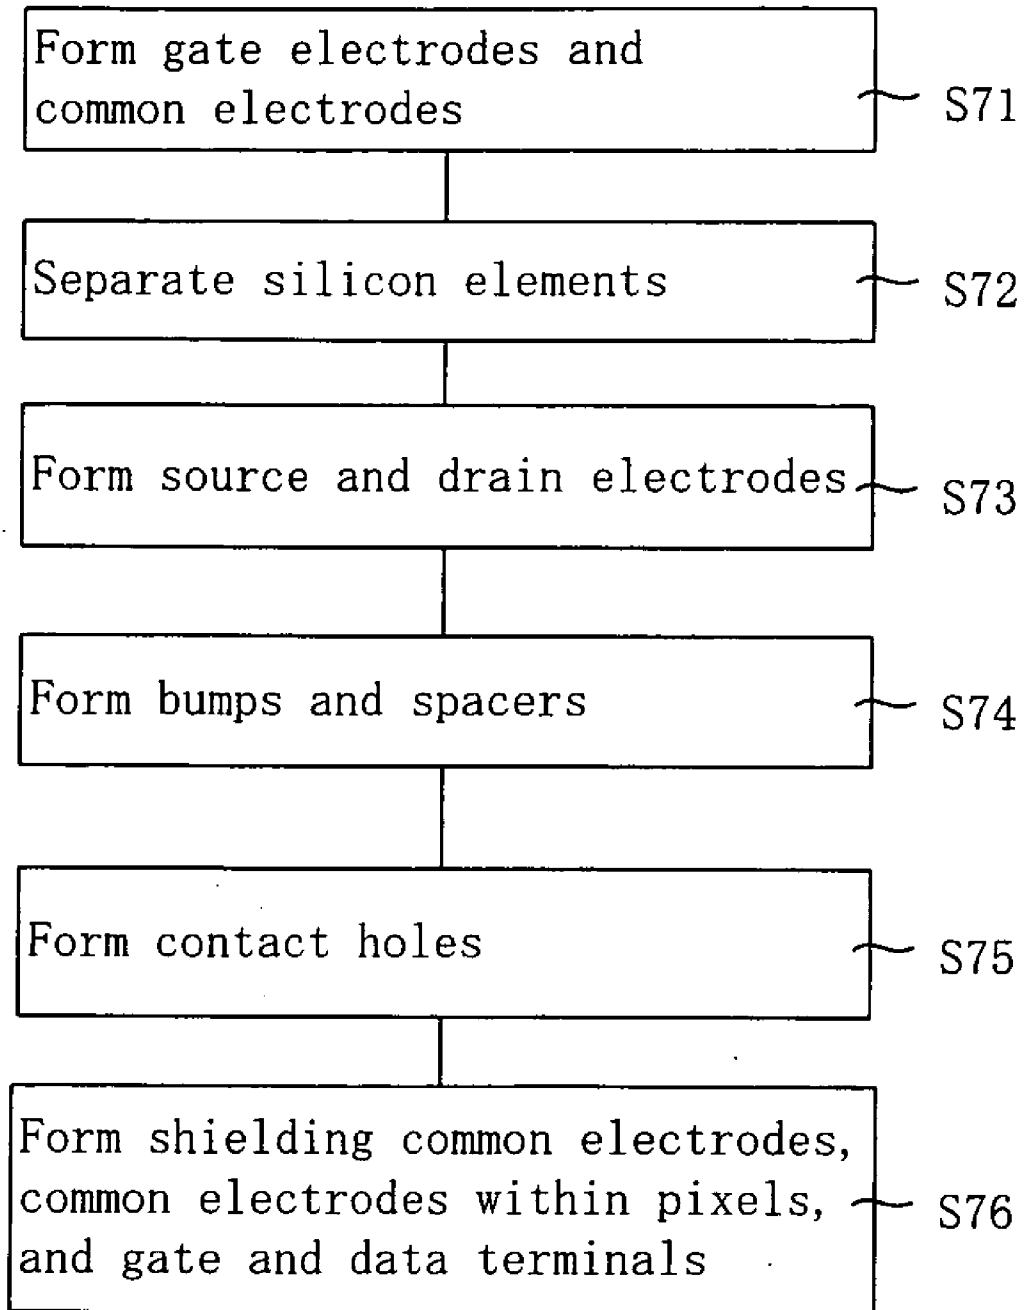 Form gate electrodes and
common electrodes
S71
Separate silicon elements
S72
Form source and drain electrodes
S73
Form bumps and spacers
S74
Form contact holes
S75
Form shielding common electrodes,
common electrodes within pixels,
and gate and data terminals
S76